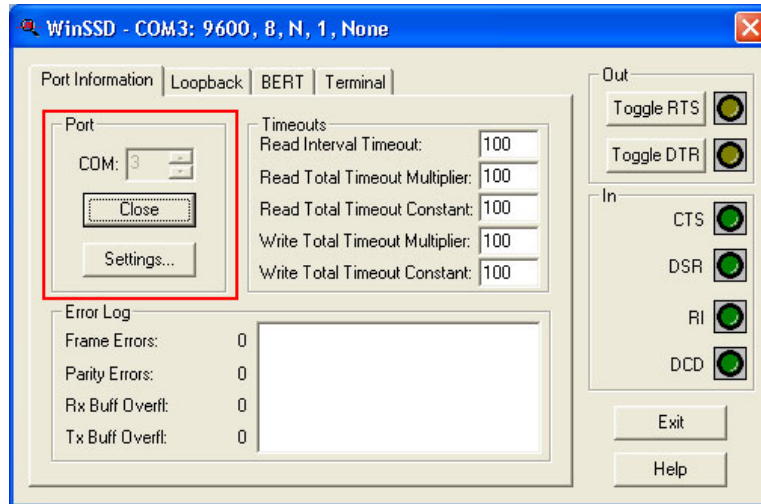 WinSSD - COM3: 9600, 8, N, 1, None
Port Information Loopback BERT Terminal
Port
COM: 3
Close
Settings...
Timeouts
Read Interval Timeout: 100
Read Total Timeout Multiplier: 100
Read Total Timeout Constant: 100
Write Total Timeout Multiplier: 100
Write Total Timeout Constant: 100
Error Log
Frame Errors: 0
Parity Errors: 0
Rx Buff Overfl: 0
Tx Buff Overfl: 0
Out
Toggle RTS
Toggle DTR
In
CTS
DSR
RI
DCD
Exit
Help